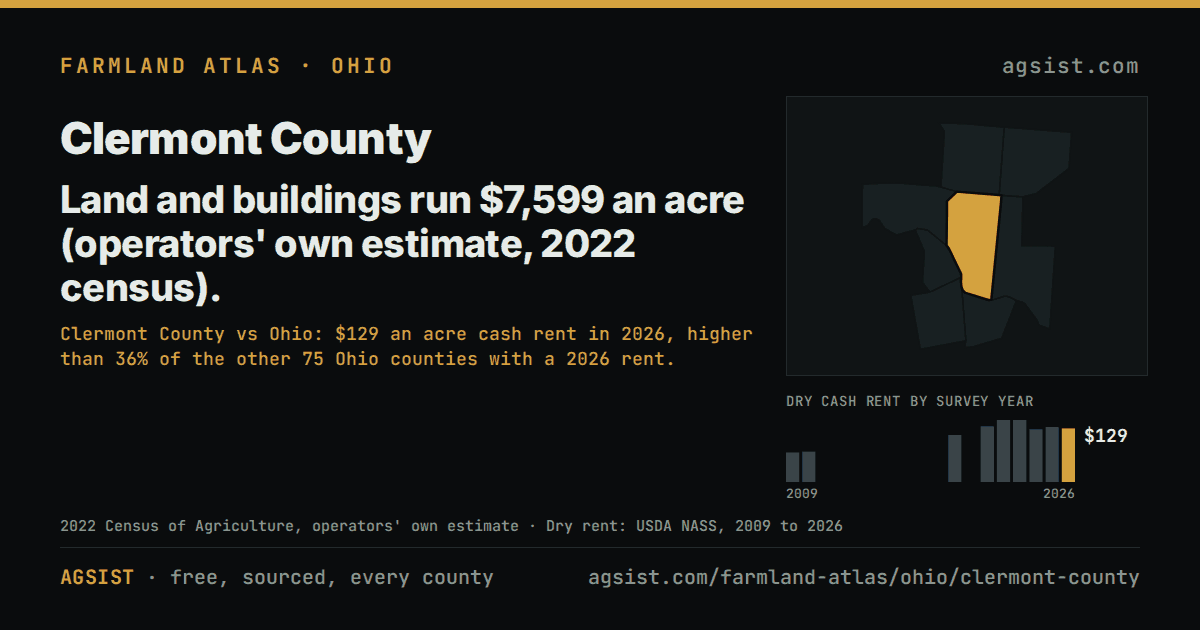 FARMLAND ATLAS · OHIO
agsist.com
Clermont County
Land and buildings run $7,599 an acre
(operators' own estimate, 2022
census).
Clermont County vs Ohio: $129 an acre cash rent in 2026, higher
than 36% of the other 75 Ohio counties with a 2026 rent.
DRY CASH RENT BY SURVEY YEAR
$129
2009
2026
2022 Census of Agriculture, operators' own estimate · Dry rent: USDA NASS, 2009 to 2026
AGSIST · free, sourced, every county
agsist.com/farmland-atlas/ohio/clermont-county